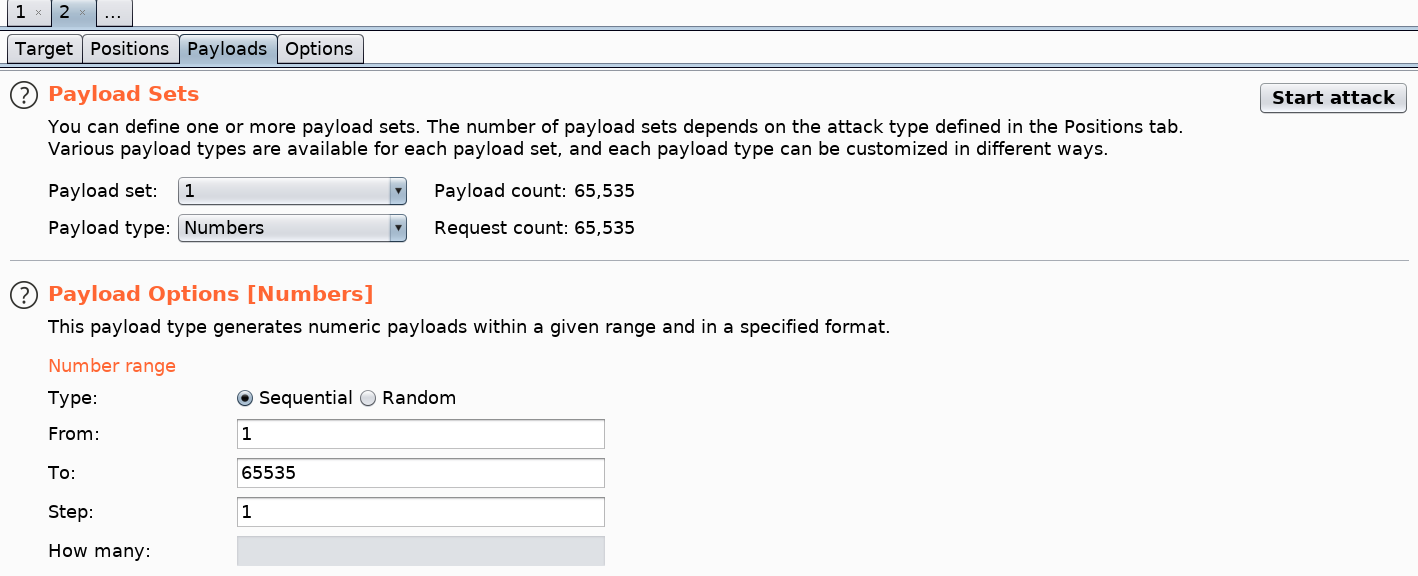 1 × 2 × ...
Target Positions Payloads Options
? Payload Sets Start attack
You can define one or more payload sets. The number of payload sets depends on the attack type defined in the Positions tab.
Various payload types are available for each payload set, and each payload type can be customized in different ways.
Payload set: 1 Payload count: 65,535
Payload type: Numbers Request count: 65,535
? Payload Options [Numbers]
This payload type generates numeric payloads within a given range and in a specified format.
Number range
Type: Sequential Random
From: 1
To: 65535
Step: 1
How many: